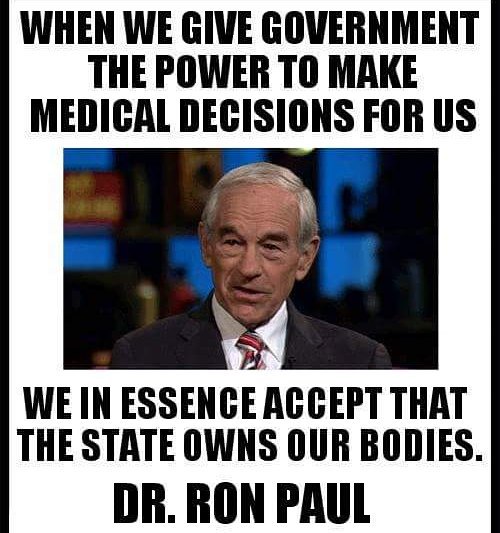 WHEN WE GIVE GOVERNMENT
THE POWER TO MAKE
MEDICAL DECISIONS FOR US
WE IN ESSENCE ACCEPT THAT
THE STATE OWNS OUR BODIES.
DR. RON PAUL